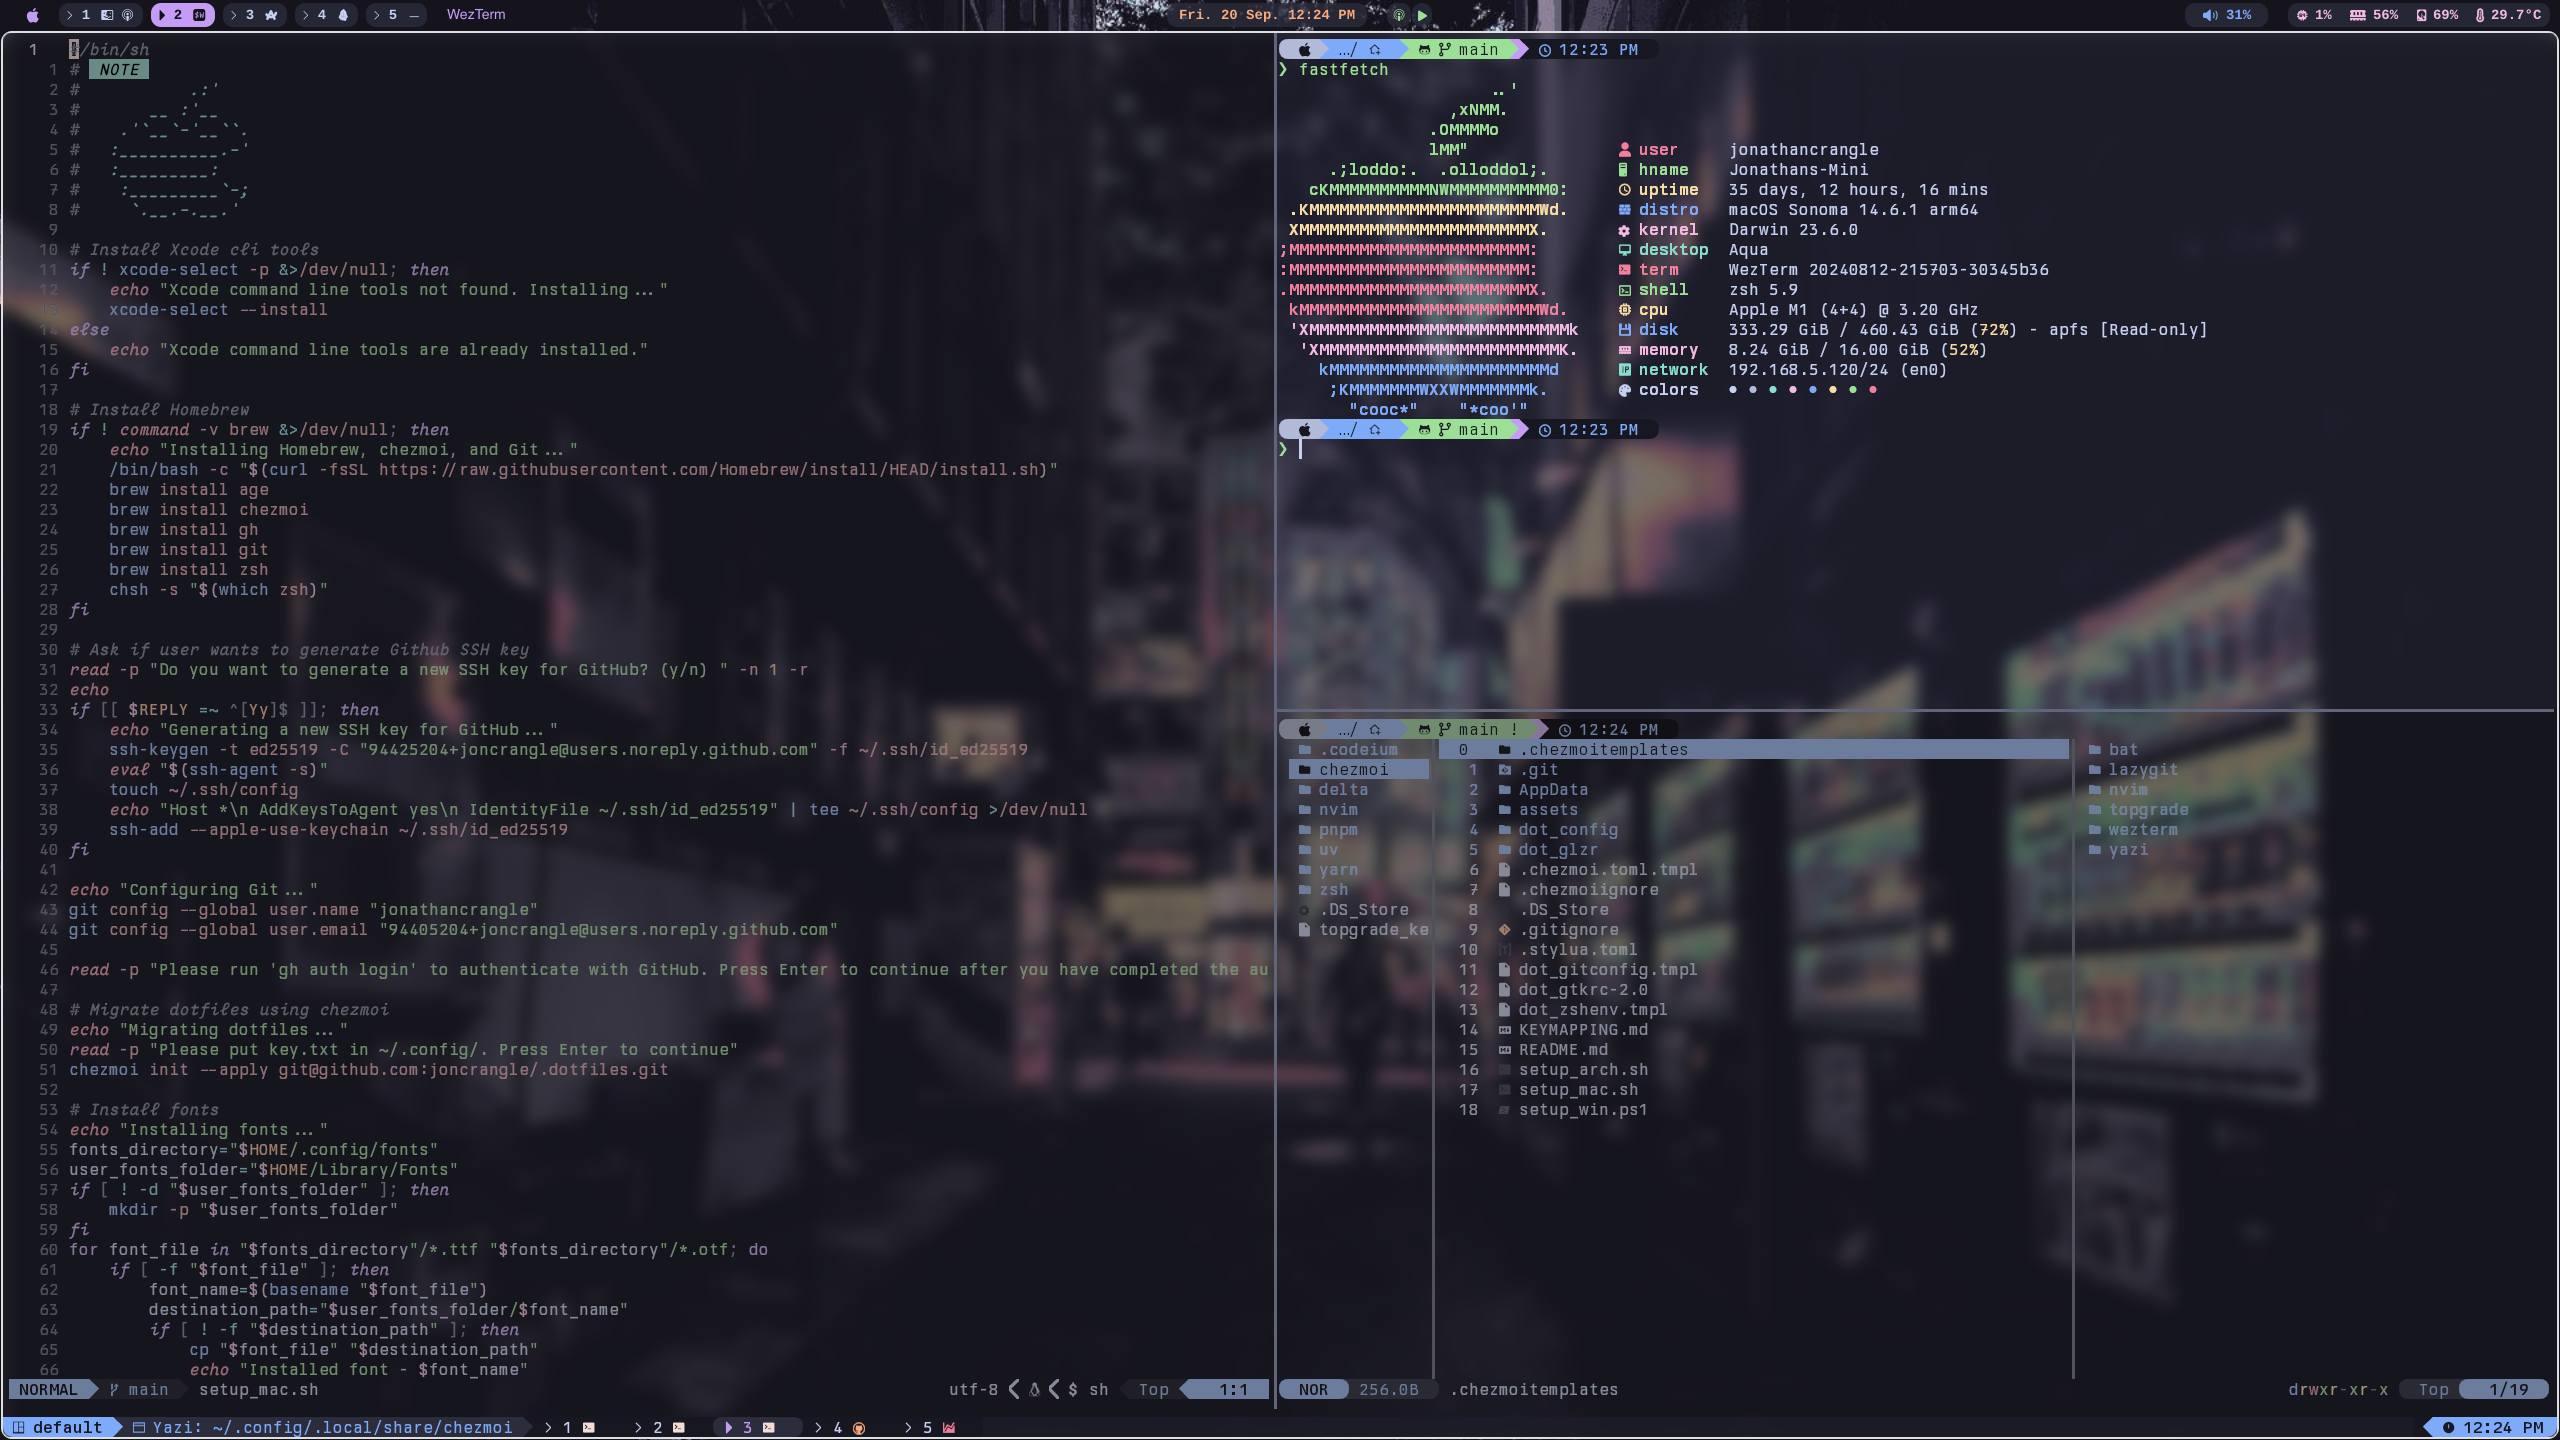 1 2 3 4 5 WezTerm
Fri. 20 Sep. 12:24 PM
31% 1% 56% 69% 29.7°C
1 #!/bin/sh
1 # NOTE
2 # .:'
3 # __ :'__
4 # .'`__`-'__``.
5 # :__________.-'
6 # :_________:
7 # :_________`-;
8 # `.__.-.__.'
9
10 # Install Xcode cli tools
11 if ! xcode-select -p &>/dev/null; then
12 echo "Xcode command line tools not found. Installing..."
13 xcode-select --install
14 else
15 echo "Xcode command line tools are already installed."
16 fi
17
18 # Install Homebrew
19 if ! command -v brew &>/dev/null; then
20 echo "Installing Homebrew, chezmoi, and Git..."
21 /bin/bash -c "$(curl -fsSL https://raw.githubusercontent.com/Homebrew/install/HEAD/install.sh)"
22 brew install age
23 brew install chezmoi
24 brew install gh
25 brew install git
26 brew install zsh
27 chsh -s "$(which zsh)"
28 fi
29
30 # Ask if user wants to generate Github SSH key
31 read -p "Do you want to generate a new SSH key for GitHub? (y/n) " -n 1 -r
32 echo
33 if [[ $REPLY =~ ^[Yy]$ ]]; then
34 echo "Generating a new SSH key for GitHub..."
35 ssh-keygen -t ed25519 -C "94425204+joncrangle@users.noreply.github.com" -f ~/.ssh/id_ed25519
36 eval "$(ssh-agent -s)"
37 touch ~/.ssh/config
38 echo "Host *\n AddKeysToAgent yes\n IdentityFile ~/.ssh/id_ed25519" | tee ~/.ssh/config >/dev/null
39 ssh-add --apple-use-keychain ~/.ssh/id_ed25519
40 fi
41
42 echo "Configuring Git..."
43 git config --global user.name "jonathancrangle"
44 git config --global user.email "94405204+joncrangle@users.noreply.github.com"
45
46 read -p "Please run 'gh auth login' to authenticate with GitHub. Press Enter to continue after you have completed the au
47
48 # Migrate dotfiles using chezmoi
49 echo "Migrating dotfiles..."
50 read -p "Please put key.txt in ~/.config/. Press Enter to continue"
51 chezmoi init --apply git@github.com:joncrangle/.dotfiles.git
52
53 # Install fonts
54 echo "Installing fonts..."
55 fonts_directory="$HOME/.config/fonts"
56 user_fonts_folder="$HOME/Library/Fonts"
57 if [ ! -d "$user_fonts_folder" ]; then
58 mkdir -p "$user_fonts_folder"
59 fi
60 for font_file in "$fonts_directory"/*.ttf "$fonts_directory"/*.otf; do
61 if [ -f "$font_file" ]; then
62 font_name=$(basename "$font_file")
63 destination_path="$user_fonts_folder/$font_name"
64 if [ ! -f "$destination_path" ]; then
65 cp "$font_file" "$destination_path"
66 echo "Installed font - $font_name"
NORMAL main setup_mac.sh utf-8 $ sh Top 1:1
…/ main 12:23 PM
❯ fastfetch
..'
,xNMM.
.OMMMMo
lMM"
.;loddo:. .olloddol;.
cKMMMMMMMMMMNWMMMMMMMMMM0:
.KMMMMMMMMMMMMMMMMMMMMMMMWd.
XMMMMMMMMMMMMMMMMMMMMMMMX.
;MMMMMMMMMMMMMMMMMMMMMMMM:
:MMMMMMMMMMMMMMMMMMMMMMMM:
.MMMMMMMMMMMMMMMMMMMMMMMMX.
kMMMMMMMMMMMMMMMMMMMMMMMMWd.
'XMMMMMMMMMMMMMMMMMMMMMMMMMMk
'XMMMMMMMMMMMMMMMMMMMMMMMMK.
kMMMMMMMMMMMMMMMMMMMMMMd
;KMMMMMMMWXXWMMMMMMMk.
"cooc*" "*coo'"
user jonathancrangle
hname Jonathans-Mini
uptime 35 days, 12 hours, 16 mins
distro macOS Sonoma 14.6.1 arm64
kernel Darwin 23.6.0
desktop Aqua
term WezTerm 20240812-215703-30345b36
shell zsh 5.9
cpu Apple M1 (4+4) @ 3.20 GHz
disk 333.29 GiB / 460.43 GiB (72%) - apfs [Read-only]
memory 8.24 GiB / 16.00 GiB (52%)
network 192.168.5.120/24 (en0)
colors
…/ main 12:23 PM
❯
…/ main ! 12:24 PM
.codeium
chezmoi
delta
nvim
pnpm
uv
yarn
zsh
.DS_Store
topgrade_ke
0 .chezmoitemplates
1 .git
2 AppData
3 assets
4 dot_config
5 dot_glzr
6 .chezmoi.toml.tmpl
7 .chezmoiignore
8 .DS_Store
9 .gitignore
10 .stylua.toml
11 dot_gitconfig.tmpl
12 dot_gtkrc-2.0
13 dot_zshenv.tmpl
14 KEYMAPPING.md
15 README.md
16 setup_arch.sh
17 setup_mac.sh
18 setup_win.ps1
bat
lazygit
nvim
topgrade
wezterm
yazi
NOR 256.0B .chezmoitemplates drwxr-xr-x Top 1/19
default Yazi: ~/.config/.local/share/chezmoi 1 2 3 4 5 12:24 PM